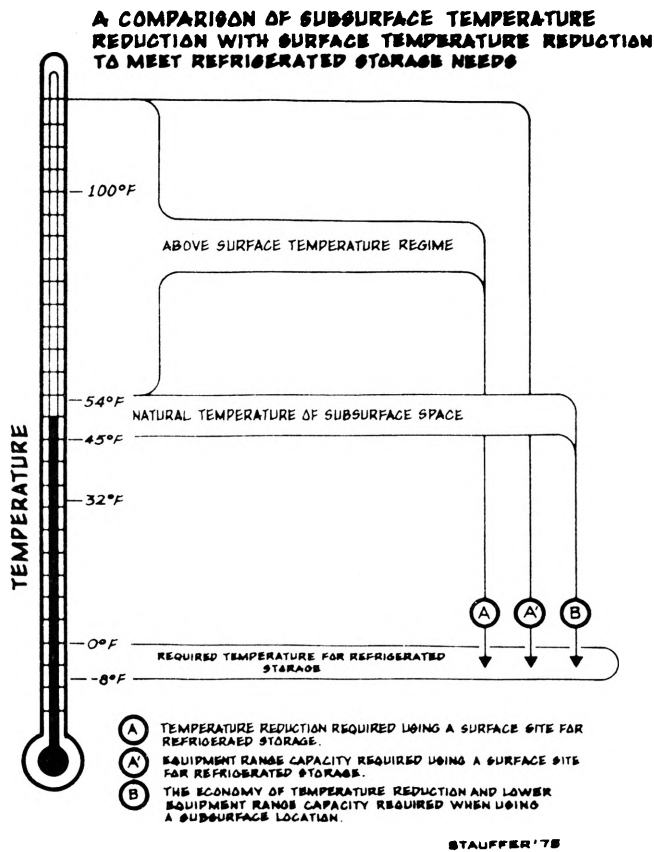 A COMPARISON OF SUBSURFACE TEMPERATURE
REDUCTION WITH SURFACE TEMPERATURE REDUCTION
TO MEET REFRIGERATED STORAGE NEEDS
100°F
ABOVE SURFACE TEMPERATURE REGIME
54°F
NATURAL TEMPERATURE OF SUBSURFACE SPACE
45°F
32°F
TEMPERATURE
A
A'
B
0°F
REQUIRED TEMPERATURE FOR REFRIGERATED
STORAGE
-8°F
A TEMPERATURE REDUCTION REQUIRED USING A SURFACE SITE FOR
REFRIGERAED STORAGE.
A' EQUIPMENT RANGE CAPACITY REQUIRED USING A SURFACE SITE
FOR REFRIGERATED STORAGE.
B THE ECONOMY OF TEMPERATURE REDUCTION AND LOWER
EQUIPMENT RANGE CAPACITY REQUIRED WHEN USING
A SUBSURFACE LOCATION.
STAUFFER '75